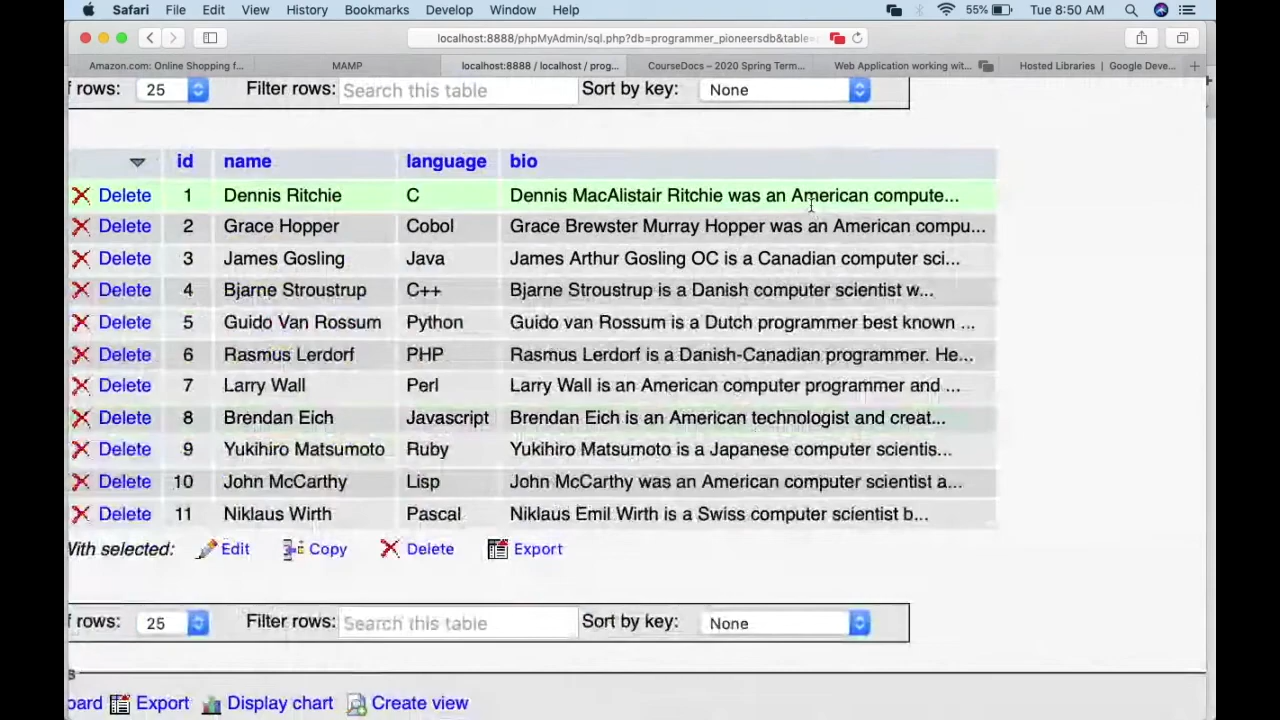 Safari File Edit View History Bookmarks Develop Window Help 55% Tue 8:50 AM
localhost:8888/phpMyAdmin/sql.php?db=programmer_pioneersdb&table=
Amazon.com: Online Shopping f... MAMP localhost:8888 / localhost / prog... CourseDocs – 2020 Spring Term... Web Application working wit... Hosted Libraries | Google Deve...
f rows: 25 Filter rows: Search this table Sort by key: None
id name language bio
Delete 1 Dennis Ritchie C Dennis MacAlistair Ritchie was an American compute...
Delete 2 Grace Hopper Cobol Grace Brewster Murray Hopper was an American compu...
Delete 3 James Gosling Java James Arthur Gosling OC is a Canadian computer sci...
Delete 4 Bjarne Stroustrup C++ Bjarne Stroustrup is a Danish computer scientist w...
Delete 5 Guido Van Rossum Python Guido van Rossum is a Dutch programmer best known ...
Delete 6 Rasmus Lerdorf PHP Rasmus Lerdorf is a Danish-Canadian programmer. He...
Delete 7 Larry Wall Perl Larry Wall is an American computer programmer and ...
Delete 8 Brendan Eich Javascript Brendan Eich is an American technologist and creat...
Delete 9 Yukihiro Matsumoto Ruby Yukihiro Matsumoto is a Japanese computer scientis...
Delete 10 John McCarthy Lisp John McCarthy was an American computer scientist a...
Delete 11 Niklaus Wirth Pascal Niklaus Emil Wirth is a Swiss computer scientist b...
With selected: Edit Copy Delete Export
f rows: 25 Filter rows: Search this table Sort by key: None
s
oard Export Display chart Create view